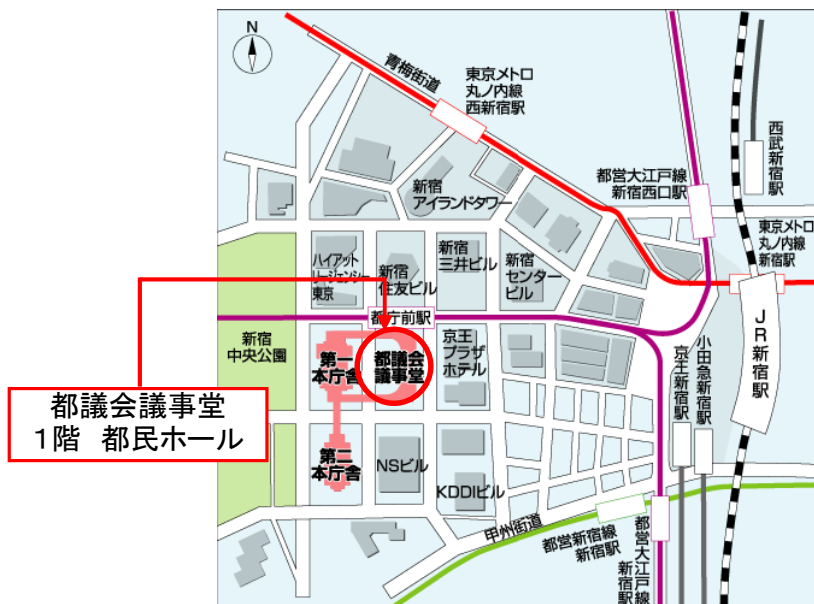 N
青梅街道
東京メトロ
丸ノ内線
西新宿駅
西武新宿駅
都営大江戸線
新宿西口駅
新宿
アイランドタワー
東京メトロ
丸ノ内線
新宿駅
ハイアット
リージェンシー
東京
新宿
住友ビル
新宿
三井ビル
新宿
センター
ビル
都庁前駅
JR新宿駅
新宿
中央公園
第一
本庁舎
都議会
議事堂
京王
プラザ
ホテル
京王新宿駅
小田急新宿駅
都議会議事堂
1階 都民ホール
第二
本庁舎
NSビル
KDDIビル
甲州街道
都営新宿線
新宿駅
都営大江戸線
新宿駅